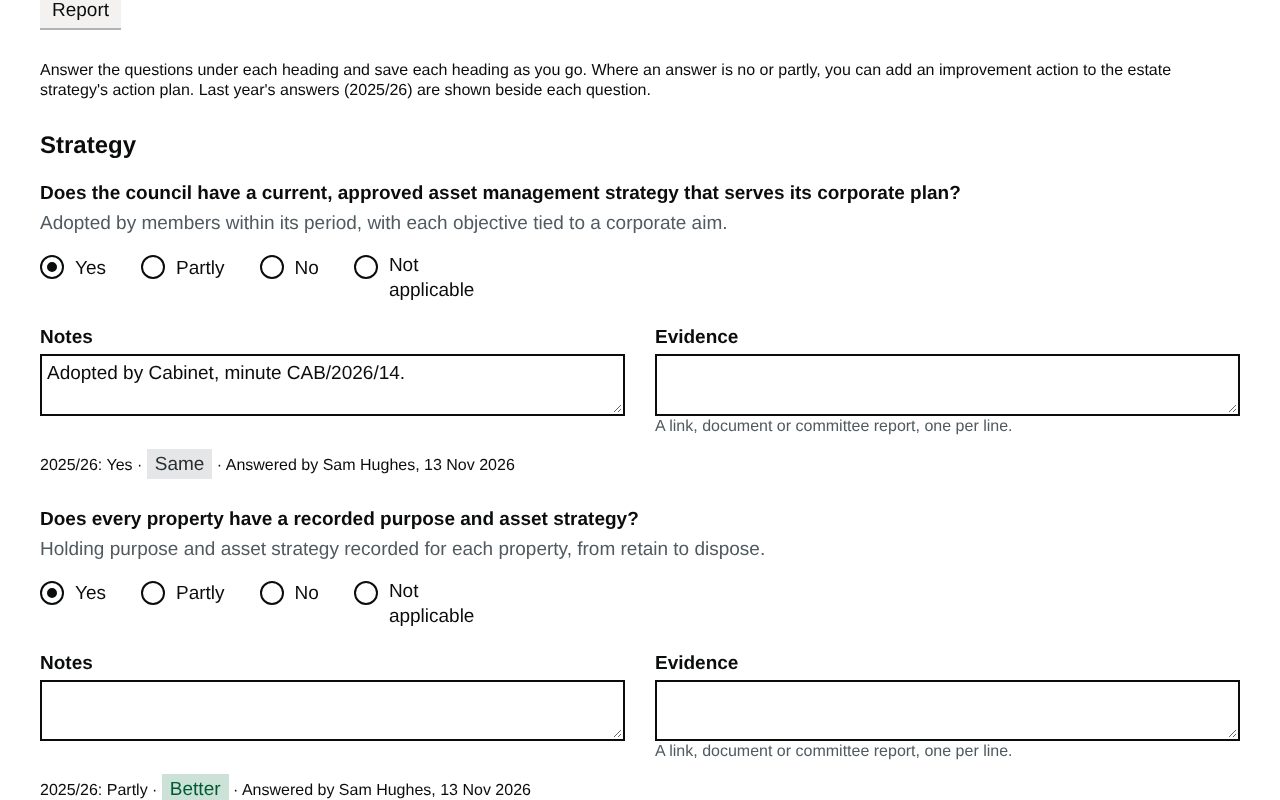 Report
Answer the questions under each heading and save each heading as you go. Where an answer is no or partly, you can add an improvement action to the estate
strategy's action plan. Last year's answers (2025/26) are shown beside each question.
Strategy
Does the council have a current, approved asset management strategy that serves its corporate plan?
Adopted by members within its period, with each objective tied to a corporate aim.
Yes Partly No Not
applicable
Notes Evidence
Adopted by Cabinet, minute CAB/2026/14.
A link, document or committee report, one per line.
2025/26: Yes · Same · Answered by Sam Hughes, 13 Nov 2026
Does every property have a recorded purpose and asset strategy?
Holding purpose and asset strategy recorded for each property, from retain to dispose.
Yes Partly No Not
applicable
Notes Evidence
A link, document or committee report, one per line.
2025/26: Partly · Better · Answered by Sam Hughes, 13 Nov 2026